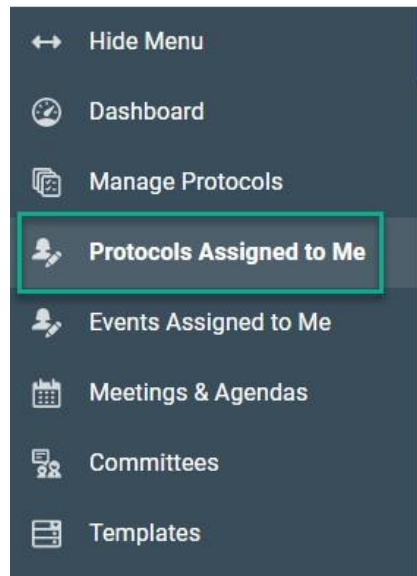 Hide Menu
Dashboard
Manage Protocols
Protocols Assigned to Me
Events Assigned to Me
Meetings & Agendas
Committees
Templates